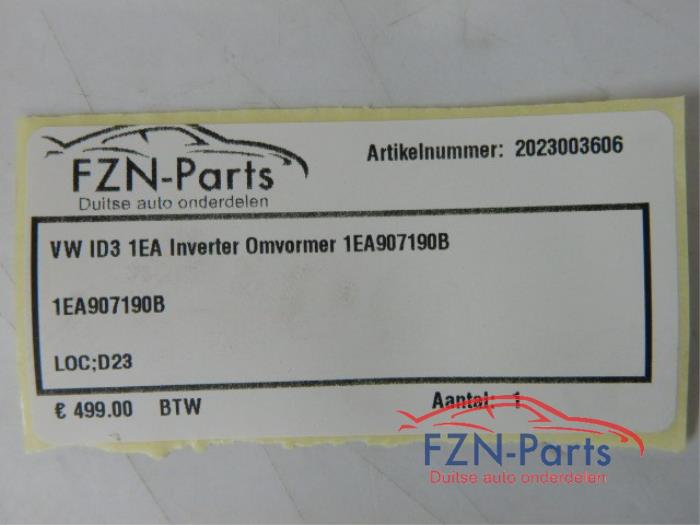 FZN-Parts
Duitse auto onderdelen
Artikelnummer: 2023003606
VW ID3 1EA Inverter Omvormer 1EA907190B
1EA907190B
LOC;D23
€ 499.00 BTW
Aantal: 1
FZN-Parts
Duitse auto onderdelen